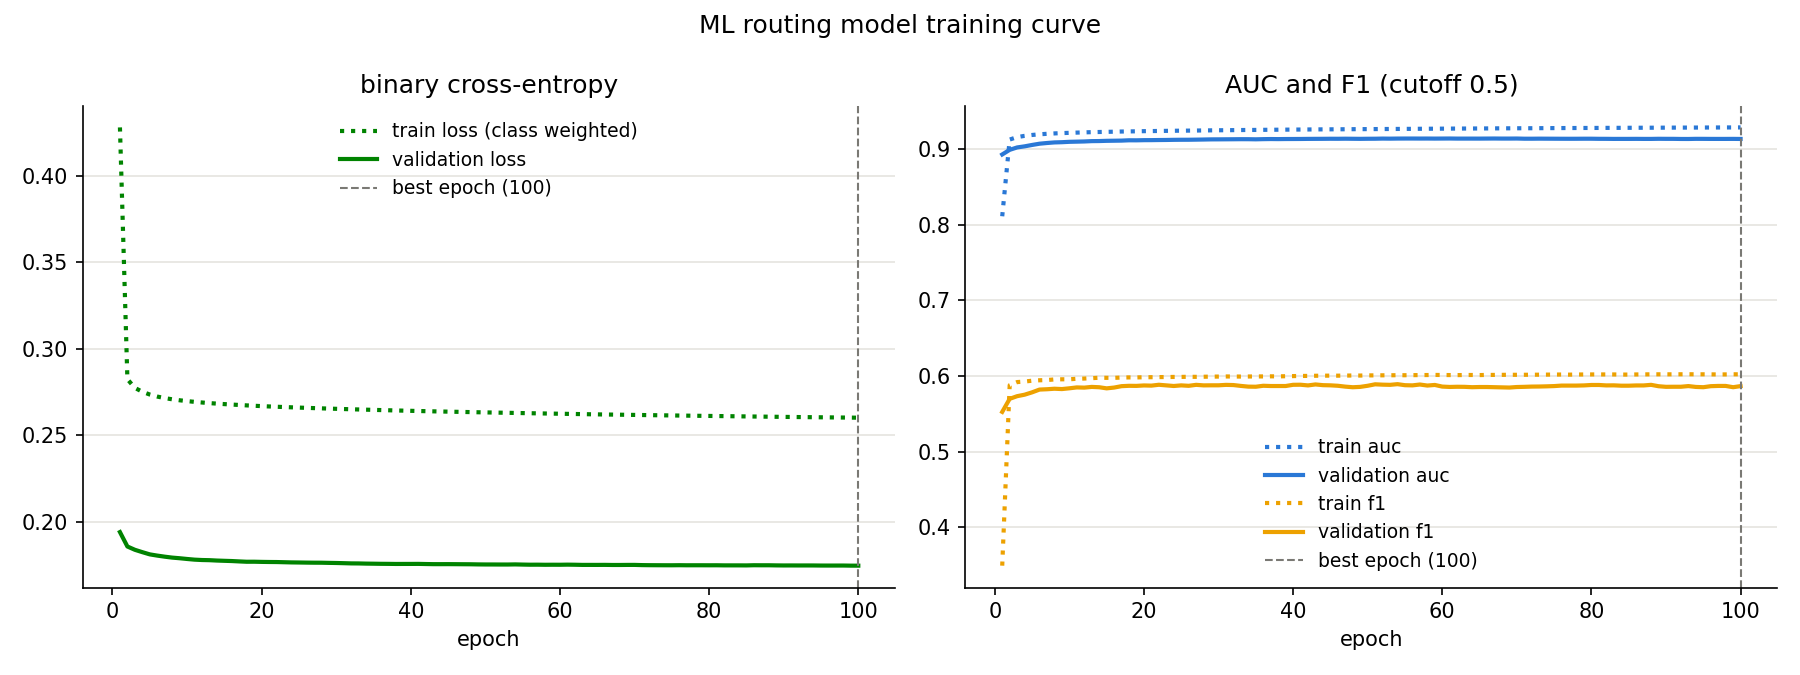 ML routing model training curve
binary cross-entropy
train loss (class weighted)
validation loss
best epoch (100)
0.40
0.35
0.30
0.25
0.20
0 20 40 60 80 100
epoch
AUC and F1 (cutoff 0.5)
0.9
0.8
0.7
0.6
0.5
0.4
train auc
validation auc
train f1
validation f1
best epoch (100)
0 20 40 60 80 100
epoch